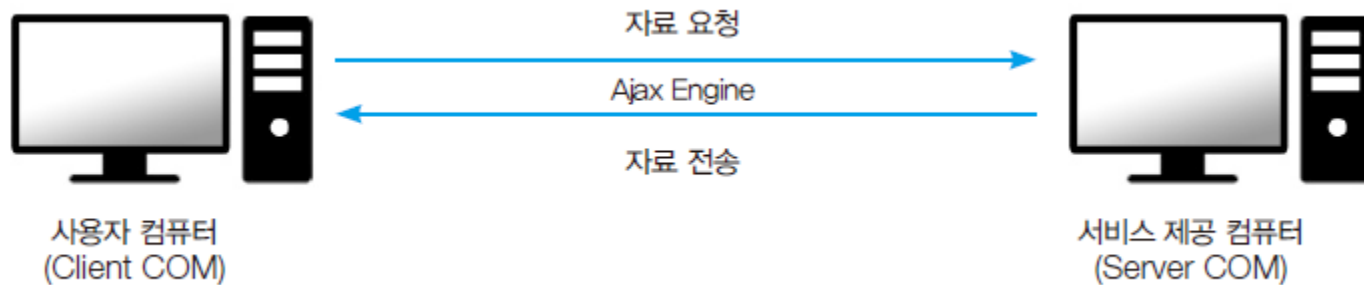 자료 요청
Ajax Engine
자료 전송
사용자 컴퓨터
(Client COM)
서비스 제공 컴퓨터
(Server COM)